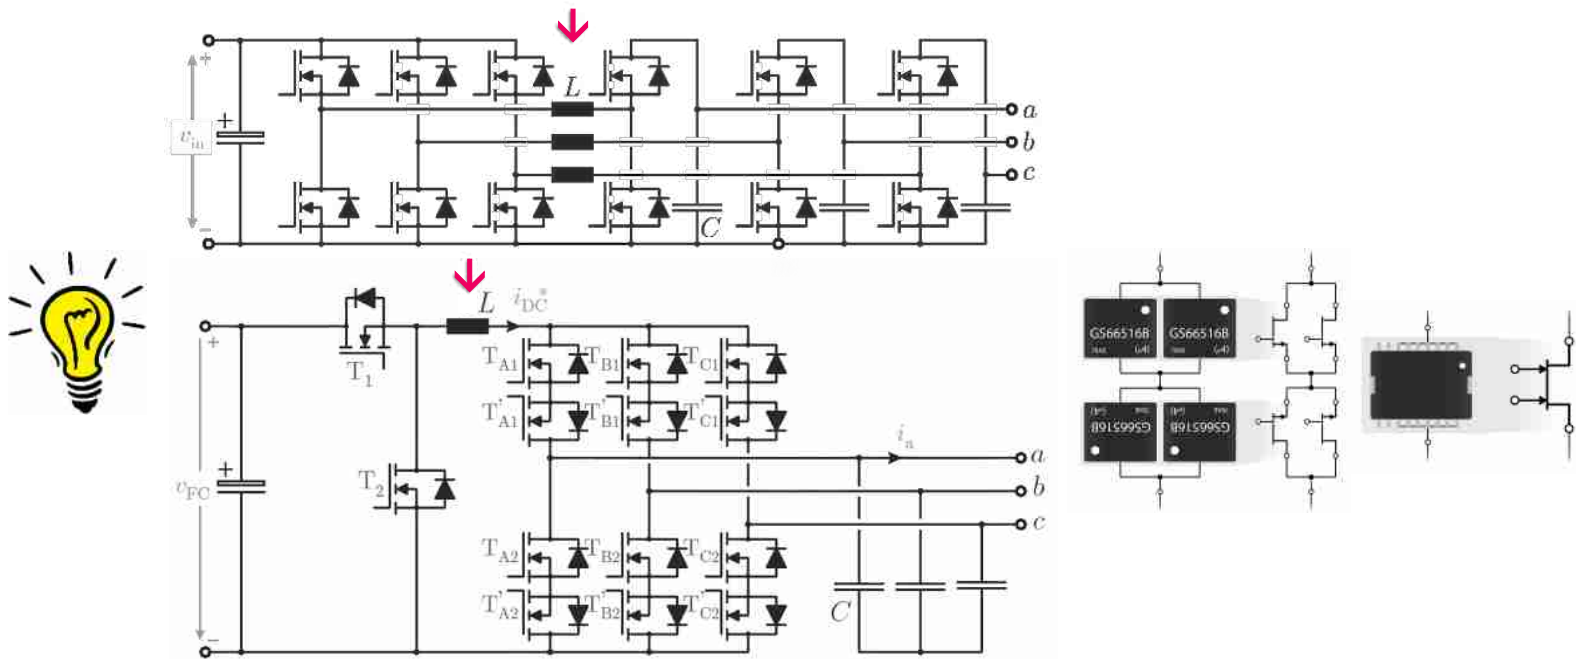 L
+
+
v_in
−
C
a
b
c
L
i_DC*
+
T_1
T_A1
T_B1
T_C1
T'_A1
T'_B1
T'_C1
+
T_2
v_FC
i_a
a
b
c
T_A2
T_B2
T_C2
T'_A2
T'_B2
T'_C2
C
−
GS66516B
GS66516B
GS66516B
GS66516B